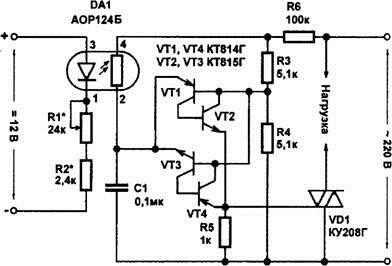 DA1
АОР124Б
R6
100к
+
3
4
VT1, VT4 КТ814Г
VT2, VT3 КТ815Г
R3
5,1к
VT1
VT2
1
2
R1*
24к
= 12 В
Нагрузка
~ 220 В
R4
5,1к
VT3
R2*
2,4к
C1
0,1мк
VT4
R5
1к
VD1
КУ208Г
-